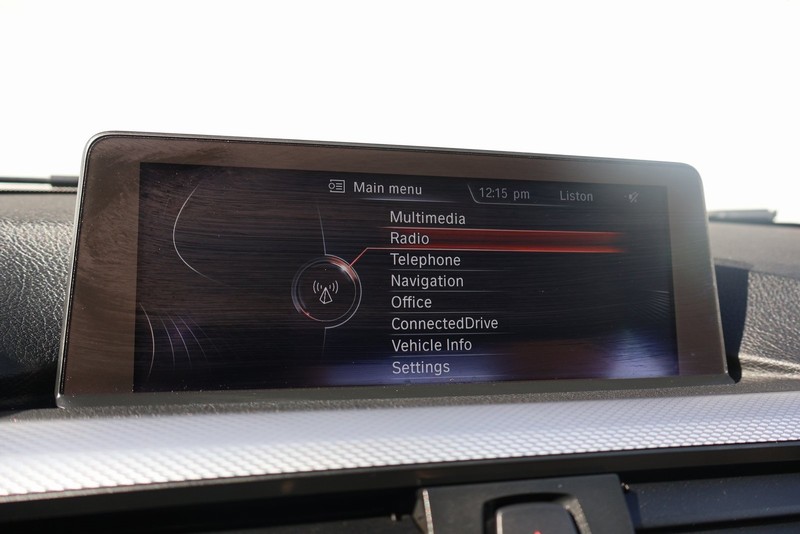 Main menu 12:15 pm Liston
Multimedia
Radio
Telephone
Navigation
Office
ConnectedDrive
Vehicle Info
Settings